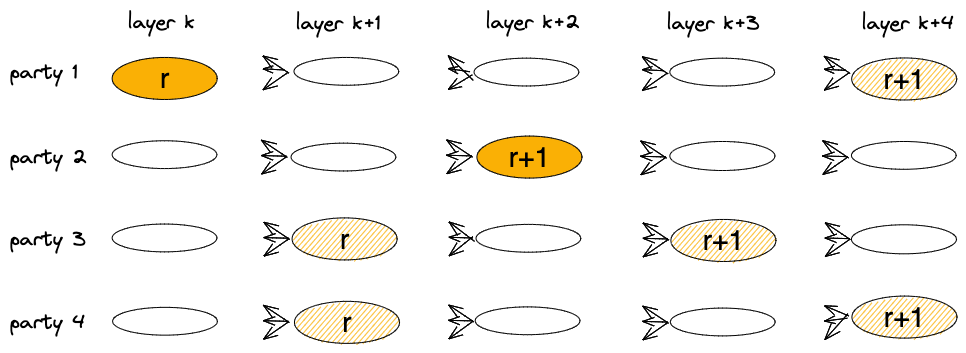 layer k layer k+1 layer k+2 layer k+3 layer k+4
party 1 r r+1
party 2 r+1
party 3 r r+1
party 4 r r+1